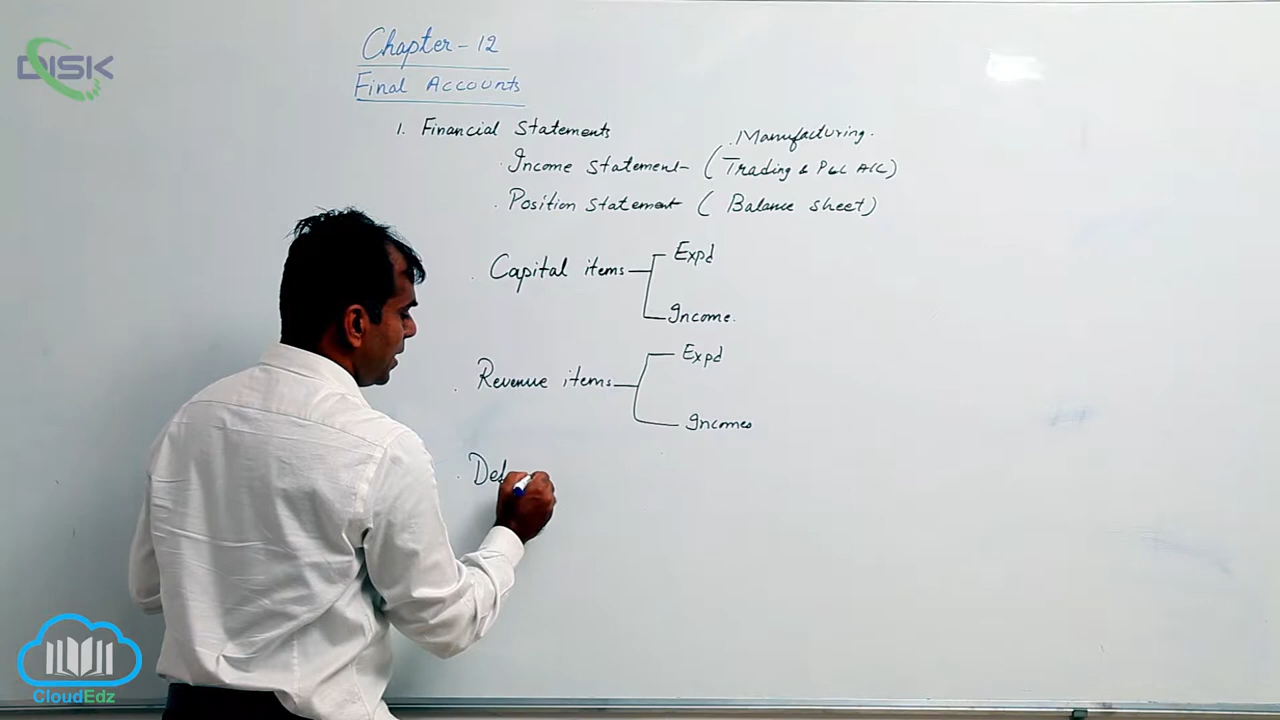 DISK
Chapter-12
Final Accounts
1. Financial Statements
. Manufacturing.
. Income statement- (Trading & P&L A/C)
. Position statement (Balance sheet)
. Capital items
Expd
Income.
. Revenue items
Expd
Incomes
. Def
CloudEdz